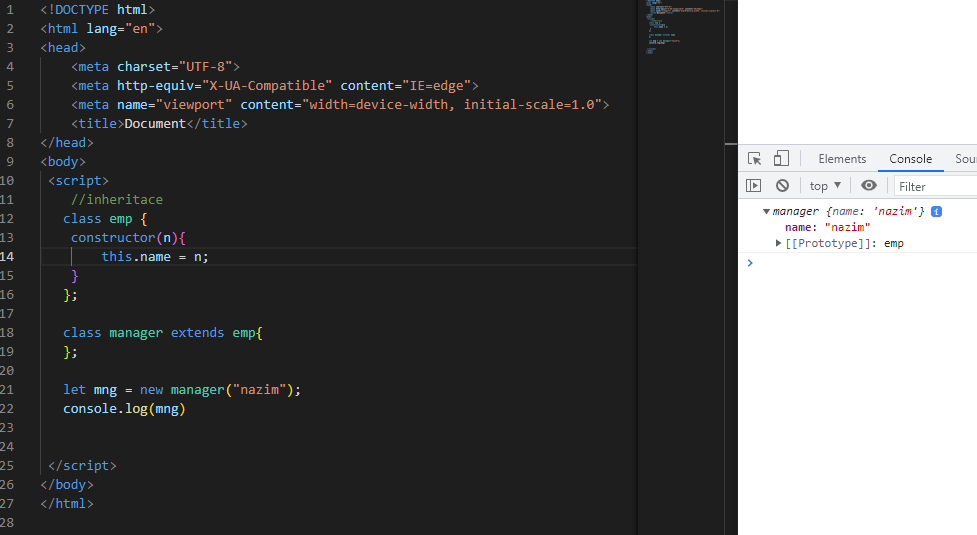 1 <!DOCTYPE html>
2 <html lang="en">
3 <head>
4 <meta charset="UTF-8">
5 <meta http-equiv="X-UA-Compatible" content="IE=edge">
6 <meta name="viewport" content="width=device-width, initial-scale=1.0">
7 <title>Document</title>
8 </head>
9 <body>
10 <script>
11 //inheritace
12 class emp {
13 constructor(n){
14 this.name = n;
15 }
16 };
17
18 class manager extends emp{
19 };
20
21 let mng = new manager("nazim");
22 console.log(mng)
23
24
25 </script>
26 </body>
27 </html>
28
Elements Console Sou
top ▼ Filter
▼ manager {name: 'nazim'} i
name: "nazim"
▶ [[Prototype]]: emp
>